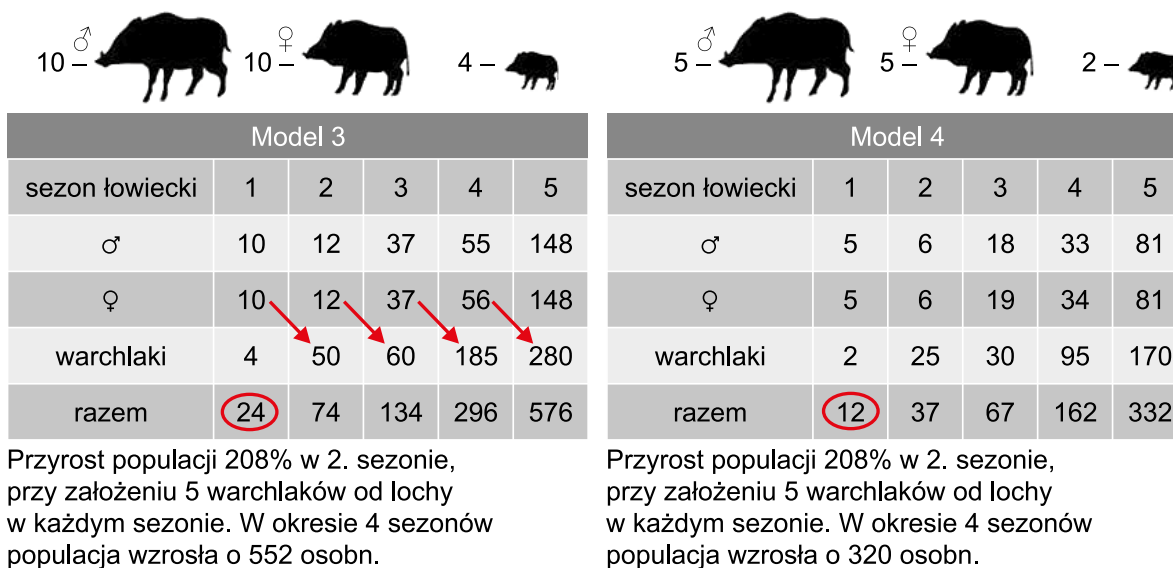 10 – ♂ 10 – ♀ 4 –
Model 3
sezon łowiecki 1 2 3 4 5
♂ 10 12 37 55 148
♀ 10 12 37 56 148
warchlaki 4 50 60 185 280
razem 24 74 134 296 576
Przyrost populacji 208% w 2. sezonie,
przy założeniu 5 warchlaków od lochy
w każdym sezonie. W okresie 4 sezonów
populacja wzrosła o 552 osobn.
5 – ♂ 5 – ♀ 2 –
Model 4
sezon łowiecki 1 2 3 4 5
♂ 5 6 18 33 81
♀ 5 6 19 34 81
warchlaki 2 25 30 95 170
razem 12 37 67 162 332
Przyrost populacji 208% w 2. sezonie,
przy założeniu 5 warchlaków od lochy
w każdym sezonie. W okresie 4 sezonów
populacja wzrosła o 320 osobn.